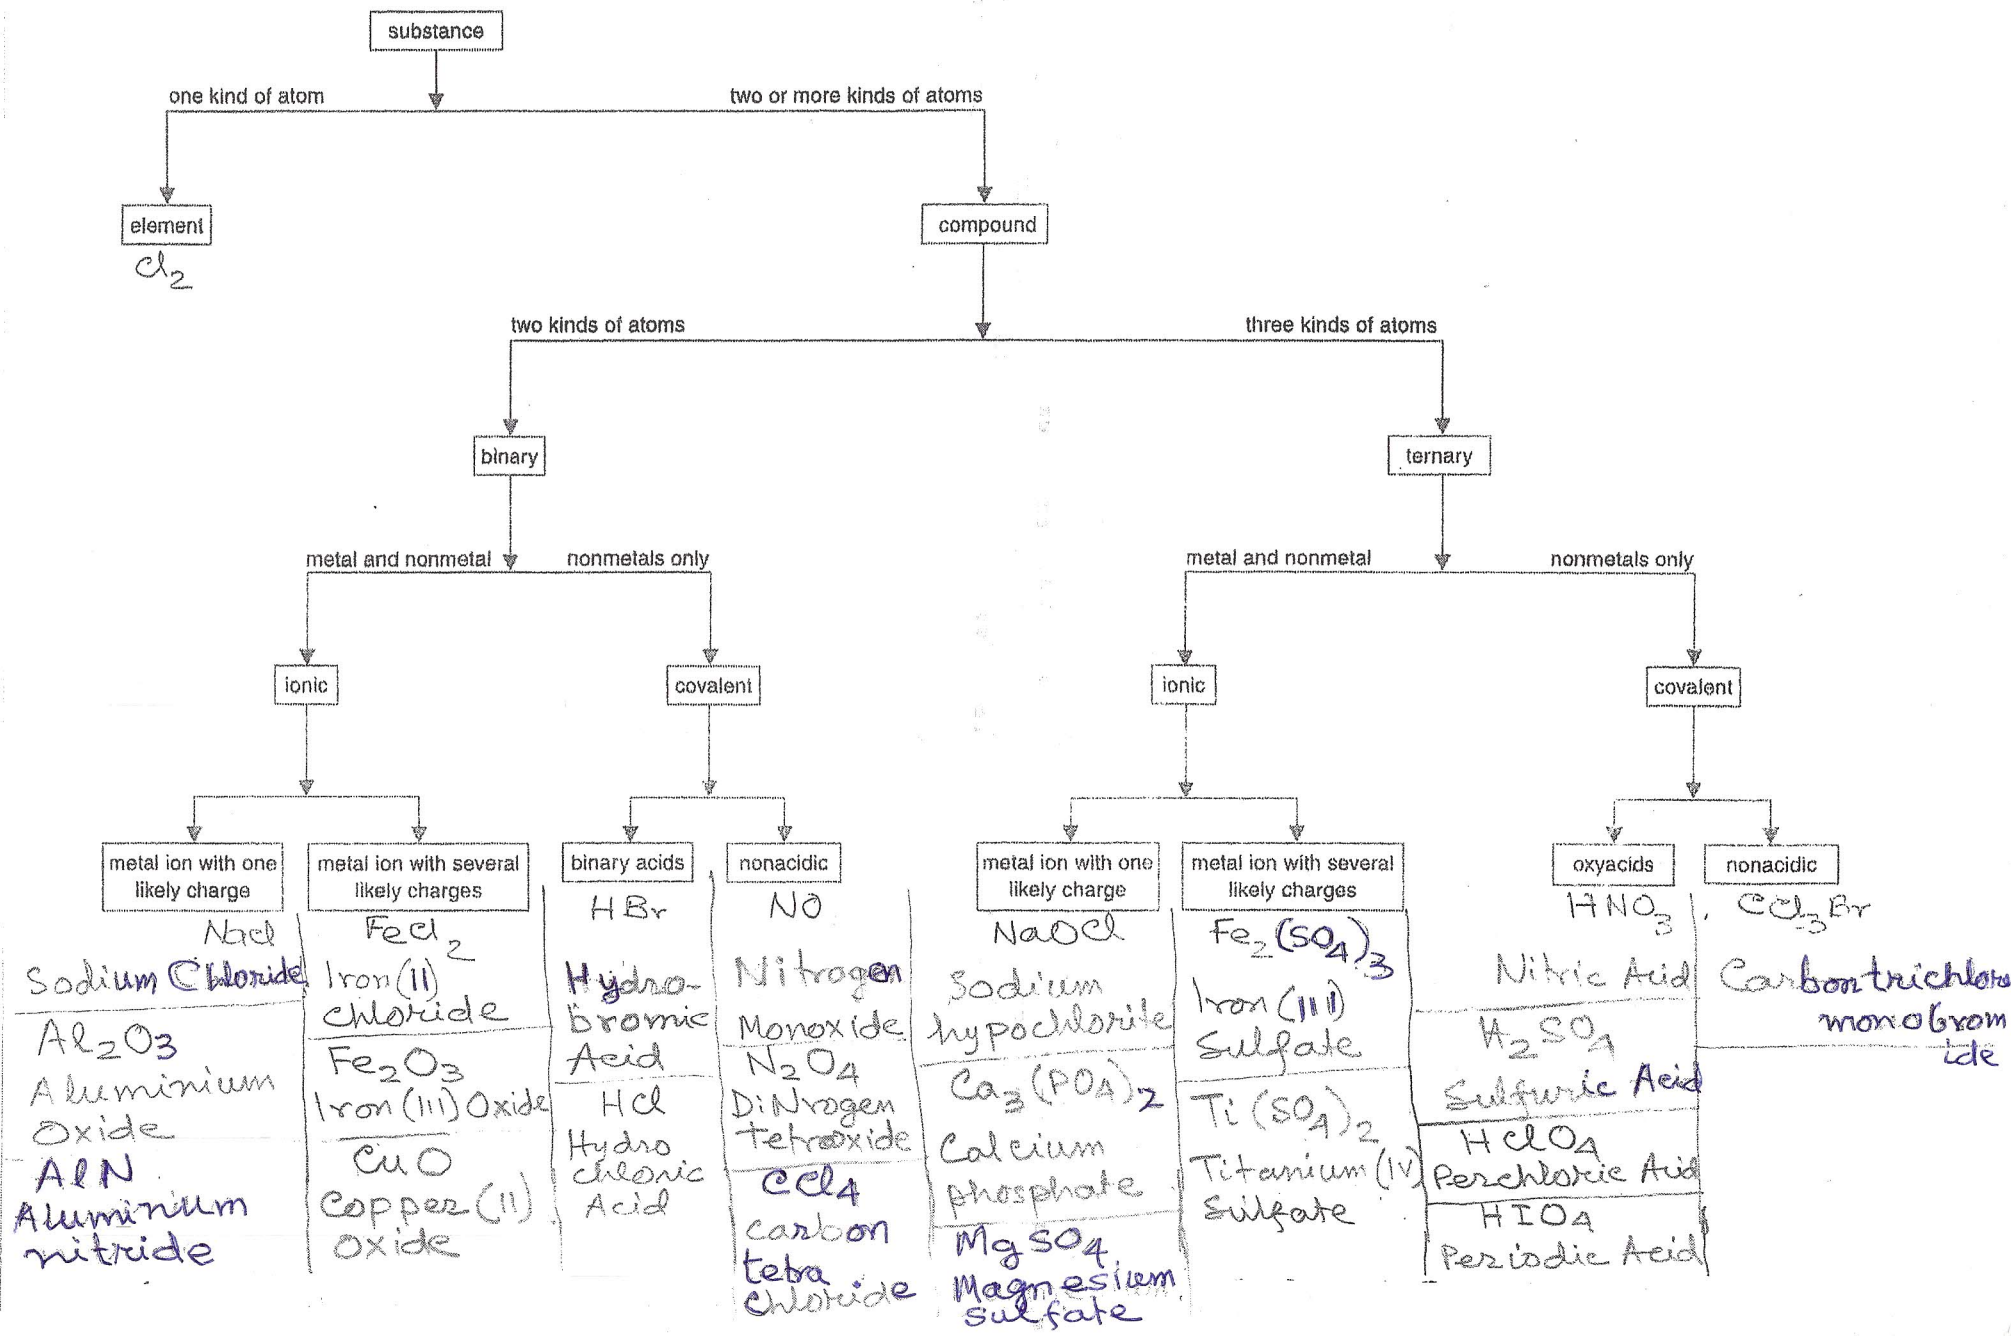 substance
one kind of atom
two or more kinds of atoms
element
compound
Cl2
two kinds of atoms
three kinds of atoms
binary
ternary
metal and nonmetal
nonmetals only
metal and nonmetal
nonmetals only
ionic
covalent
ionic
covalent
metal ion with one
likely charge
NaCl
Sodium Chloride
Al2O3
Aluminium
Oxide
AlN
Aluminium
nitride
metal ion with several
likely charges
FeCl2
Iron (II)
chloride
Fe2O3
Iron (III) Oxide
CuO
Copper (II)
oxide
binary acids
HBr
Hydro-
bromic
Acid
HCl
Hydro
chloric
Acid
nonacidic
NO
Nitrogen
Monoxide
N2O4
DiNrogen
tetroxide
CCl4
carbon
tetra
chloride
metal ion with one
likely charge
NaOCl
Sodium
hypochlorite
Ca3(PO4)2
Calcium
phosphate
MgSO4
Magnesium
sulfate
metal ion with several
likely charges
Fe2(SO4)3
Iron (III)
Sulfate
Ti(SO4)2
Titanium (IV)
Sulfate
oxyacids
HNO3
Nitric Acid
H2SO4
Sulfuric Acid
HClO4
Perchloric Acid
HIO4
Periodic Acid
nonacidic
CCl3Br
Carbon trichloro
monobrom
ide